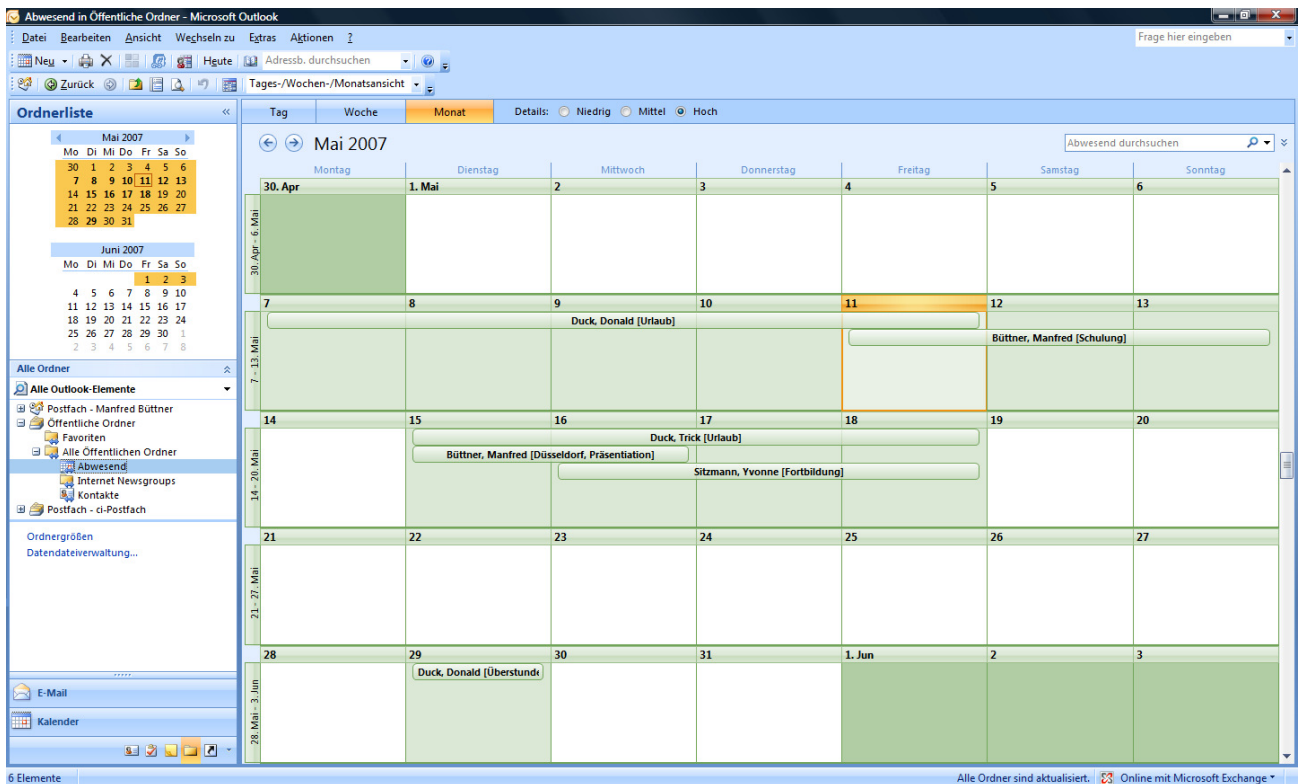 Abwesend in Öffentliche Ordner - Microsoft Outlook
Datei Bearbeiten Ansicht Wechseln zu Extras Aktionen ?
Frage hier eingeben
Neu Heute Adressb. durchsuchen
Zurück Tages-/Wochen-/Monatsansicht
Ordnerliste «
Mai 2007
Mo Di Mi Do Fr Sa So
30 1 2 3 4 5 6
7 8 9 10 11 12 13
14 15 16 17 18 19 20
21 22 23 24 25 26 27
28 29 30 31
Juni 2007
Mo Di Mi Do Fr Sa So
1 2 3
4 5 6 7 8 9 10
11 12 13 14 15 16 17
18 19 20 21 22 23 24
25 26 27 28 29 30 1
2 3 4 5 6 7 8
Alle Ordner
Alle Outlook-Elemente
Postfach - Manfred Büttner
Öffentliche Ordner
Favoriten
Alle Öffentlichen Ordner
Abwesend
Internet Newsgroups
Kontakte
Postfach - ci-Postfach
Ordnergrößen
Datendateiverwaltung...
E-Mail
Kalender
Tag Woche Monat Details: Niedrig Mittel Hoch
Mai 2007
Abwesend durchsuchen
Montag Dienstag Mittwoch Donnerstag Freitag Samstag Sonntag
30. Apr 1. Mai 2 3 4 5 6
30. Apr - 6. Mai
7 8 9 10 11 12 13
7 - 13. Mai
Duck, Donald [Urlaub]
Büttner, Manfred [Schulung]
14 15 16 17 18 19 20
14 - 20. Mai
Duck, Trick [Urlaub]
Büttner, Manfred [Düsseldorf, Präsentiation]
Sitzmann, Yvonne [Fortbildung]
21 22 23 24 25 26 27
21 - 27. Mai
28 29 30 31 1. Jun 2 3
28. Mai - 3. Jun
Duck, Donald [Überstunde
6 Elemente
Alle Ordner sind aktualisiert. Online mit Microsoft Exchange